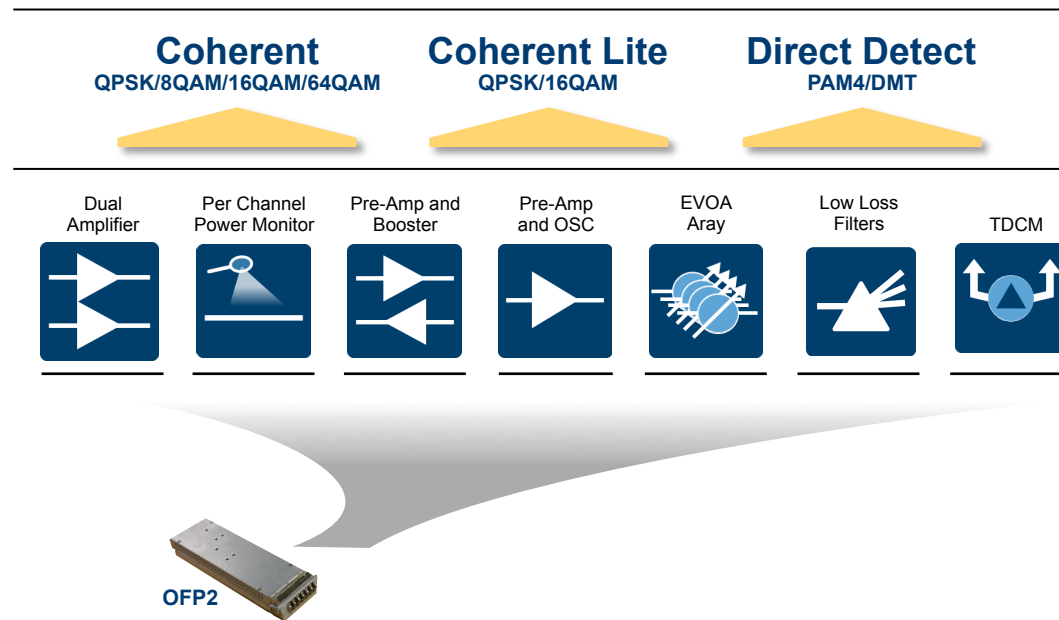 Coherent
QPSK/8QAM/16QAM/64QAM
Coherent Lite
QPSK/16QAM
Direct Detect
PAM4/DMT
Dual
Amplifier
Per Channel
Power Monitor
Pre-Amp and
Booster
Pre-Amp
and OSC
EVOA
Aray
Low Loss
Filters
TDCM
OFP2